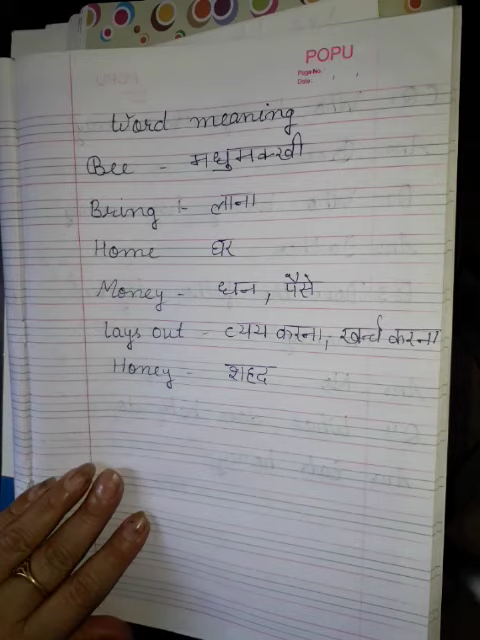 POPU
Page No.:
Date: / /
Word meaning
Bee - मधुमक्खी
Bring :- लाना
Home घर
Money - धन, पैसे
Lays out - व्यय करना, खर्च करना
Honey - शहद